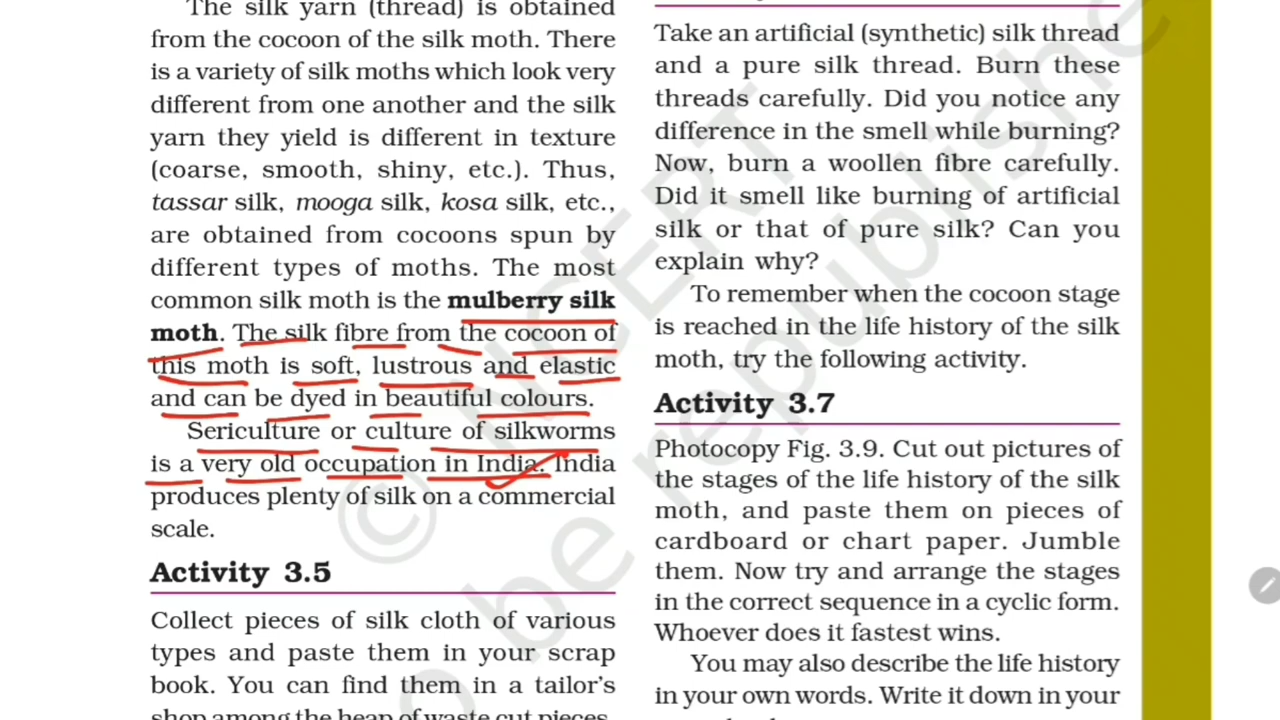 The silk yarn (thread) is obtained
from the cocoon of the silk moth. There
is a variety of silk moths which look very
different from one another and the silk
yarn they yield is different in texture
(coarse, smooth, shiny, etc.). Thus,
tassar silk, mooga silk, kosa silk, etc.,
are obtained from cocoons spun by
different types of moths. The most
common silk moth is the mulberry silk
moth. The silk fibre from the cocoon of
this moth is soft, lustrous and elastic
and can be dyed in beautiful colours.
Sericulture or culture of silkworms
is a very old occupation in India. India
produces plenty of silk on a commercial
scale.
Activity 3.5
Collect pieces of silk cloth of various
types and paste them in your scrap
book. You can find them in a tailor's
shop among the heap of waste cut pieces.
Take an artificial (synthetic) silk thread
and a pure silk thread. Burn these
threads carefully. Did you notice any
difference in the smell while burning?
Now, burn a woollen fibre carefully.
Did it smell like burning of artificial
silk or that of pure silk? Can you
explain why?
To remember when the cocoon stage
is reached in the life history of the silk
moth, try the following activity.
Activity 3.7
Photocopy Fig. 3.9. Cut out pictures of
the stages of the life history of the silk
moth, and paste them on pieces of
cardboard or chart paper. Jumble
them. Now try and arrange the stages
in the correct sequence in a cyclic form.
Whoever does it fastest wins.
You may also describe the life history
in your own words. Write it down in your
© NCERT
be republishe